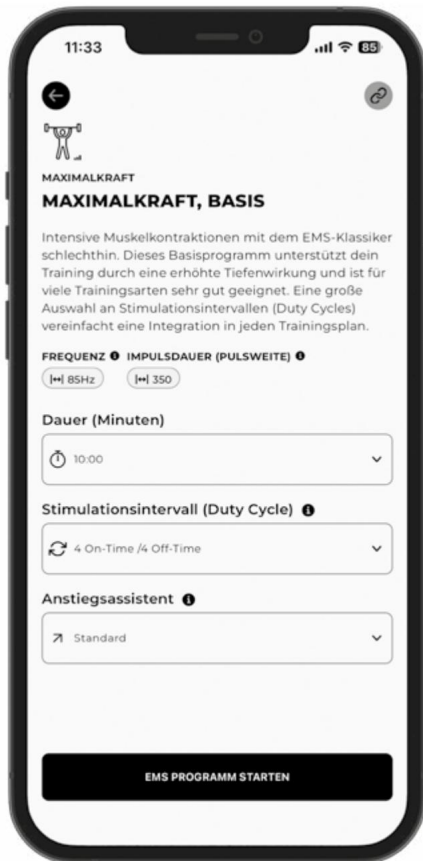 11:33
85
MAXIMALKRAFT
MAXIMALKRAFT, BASIS
Intensive Muskelkontraktionen mit dem EMS-Klassiker
schlechthin. Dieses Basisprogramm unterstützt dein
Training durch eine erhöhte Tiefenwirkung und ist für
viele Trainingsarten sehr gut geeignet. Eine große
Auswahl an Stimulationsintervallen (Duty Cycles)
vereinfacht eine Integration in jeden Trainingsplan.
FREQUENZ IMPULSDAUER (PULSWEITE)
85Hz 350
Dauer (Minuten)
10:00
Stimulationsintervall (Duty Cycle)
4 On-Time /4 Off-Time
Anstiegsassistent
Standard
EMS PROGRAMM STARTEN